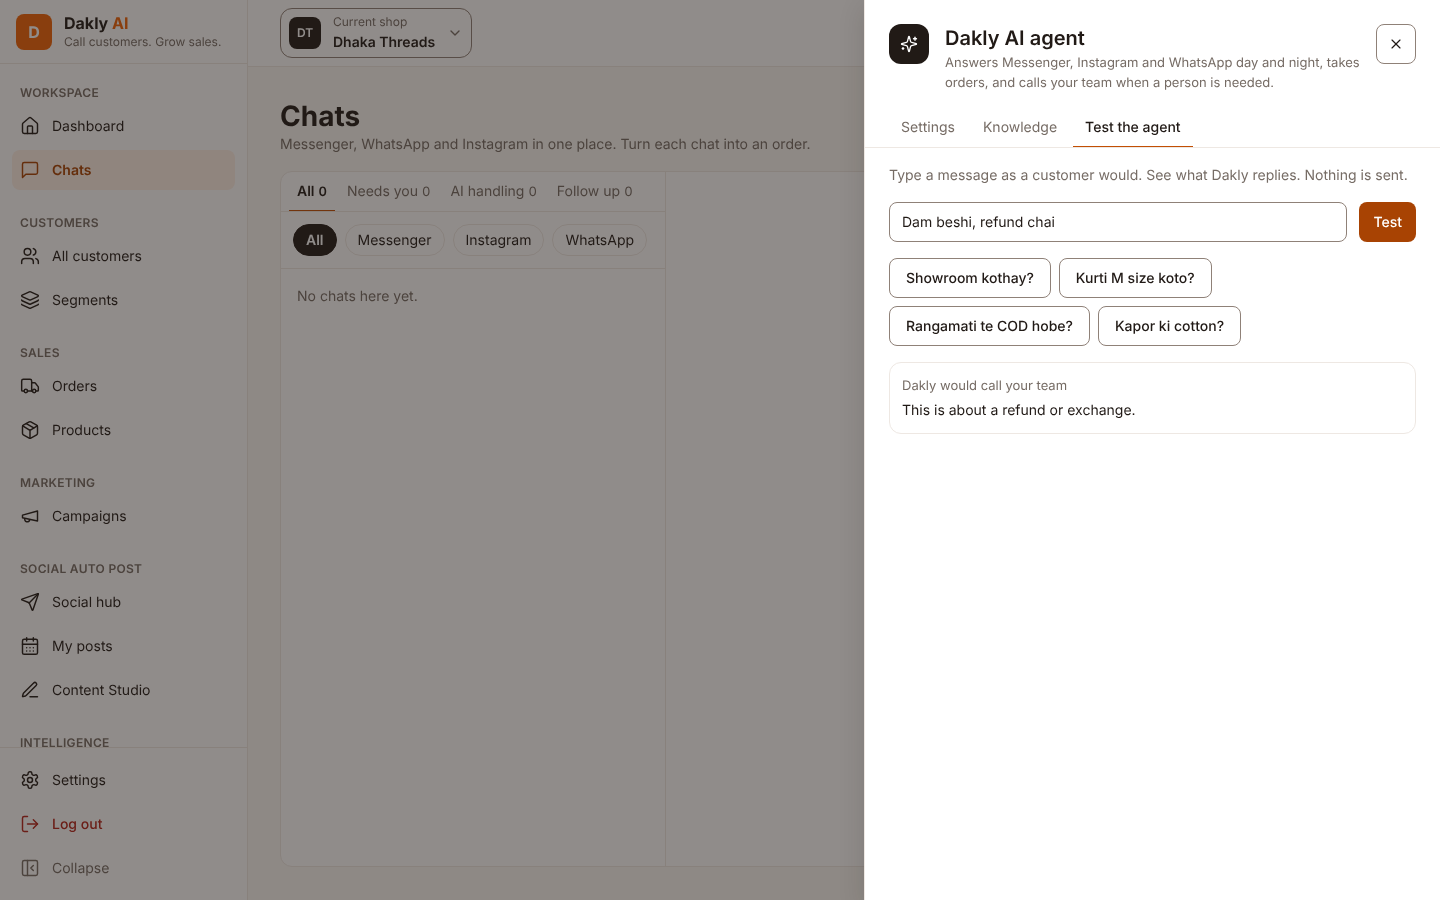 D
Dakly AI
Call customers. Grow sales.
WORKSPACE
Dashboard
Chats
CUSTOMERS
All customers
Segments
SALES
Orders
Products
MARKETING
Campaigns
SOCIAL AUTO POST
Social hub
My posts
Content Studio
INTELLIGENCE
Settings
Log out
Collapse
DT
Current shop
Dhaka Threads
Chats
Messenger, WhatsApp and Instagram in one place. Turn each chat into an order.
All 0 Needs you 0 AI handling 0 Follow up 0
All Messenger Instagram WhatsApp
No chats here yet.
Dakly AI agent
Answers Messenger, Instagram and WhatsApp day and night, takes
orders, and calls your team when a person is needed.
Settings Knowledge Test the agent
Type a message as a customer would. See what Dakly replies. Nothing is sent.
Dam beshi, refund chai Test
Showroom kothay? Kurti M size koto?
Rangamati te COD hobe? Kapor ki cotton?
Dakly would call your team
This is about a refund or exchange.